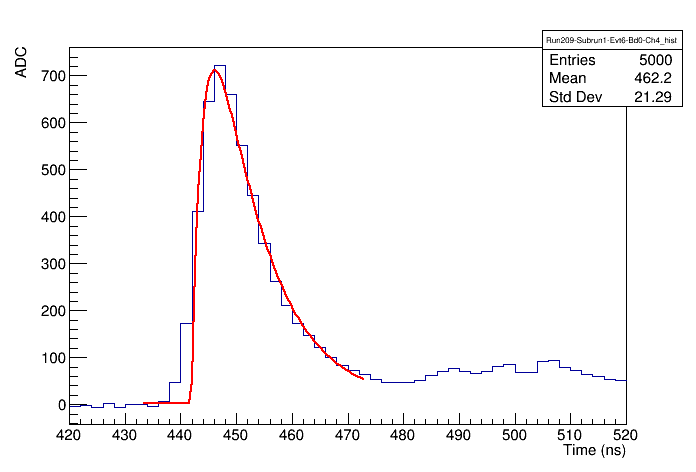 Run209-Subrun1-Evt6-Bd0-Ch4_hist
Entries 5000
Mean 462.2
Std Dev 21.29
ADC
700
600
500
400
300
200
100
0
420 430 440 450 460 470 480 490 500 510 520
Time (ns)